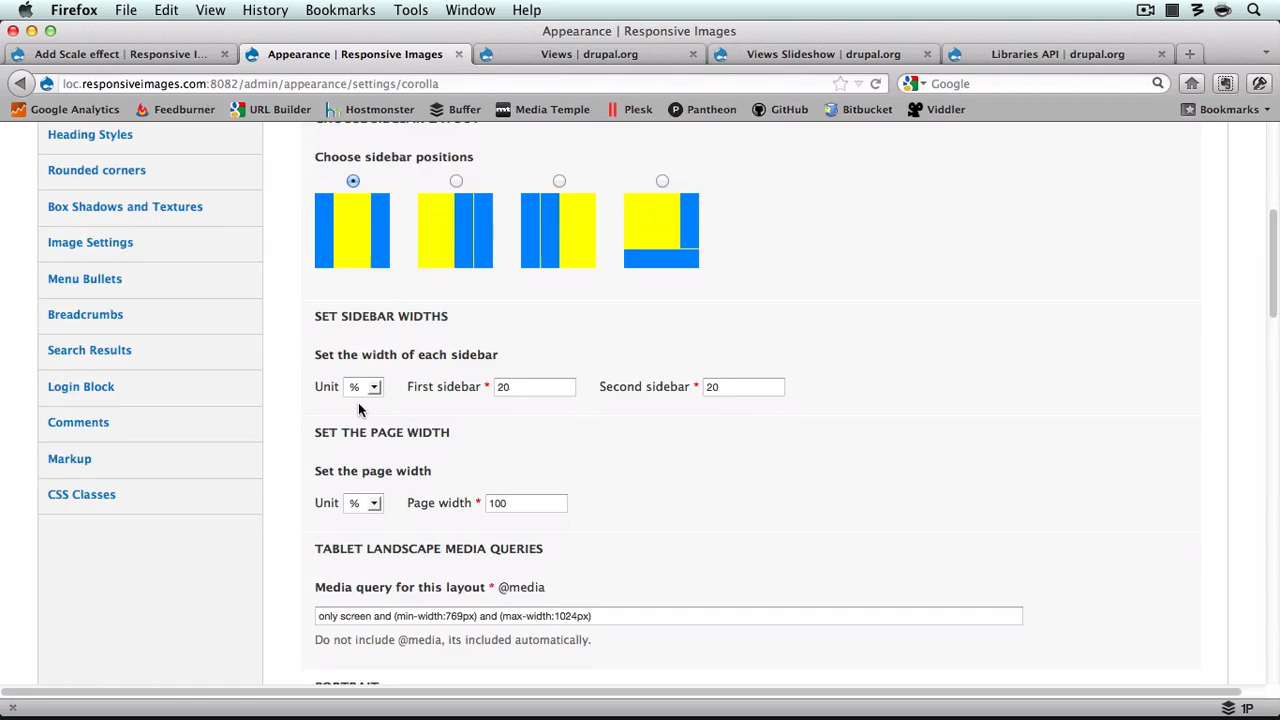 Firefox File Edit View History Bookmarks Tools Window Help
Appearance | Responsive Images
Add Scale effect | Responsive I... Appearance | Responsive Images Views | drupal.org Views Slideshow | drupal.org Libraries API | drupal.org
loc.responsiveimages.com:8082/admin/appearance/settings/corolla Google
Google Analytics Feedburner URL Builder Hostmonster Buffer Media Temple Plesk Pantheon GitHub Bitbucket Viddler Bookmarks
Heading Styles
Rounded corners
Box Shadows and Textures
Image Settings
Menu Bullets
Breadcrumbs
Search Results
Login Block
Comments
Markup
CSS Classes
CHOOSE SIDEBAR LAYOUT
Choose sidebar positions
SET SIDEBAR WIDTHS
Set the width of each sidebar
Unit % First sidebar * 20 Second sidebar * 20
SET THE PAGE WIDTH
Set the page width
Unit % Page width * 100
TABLET LANDSCAPE MEDIA QUERIES
Media query for this layout * @media
only screen and (min-width:769px) and (max-width:1024px)
Do not include @media, its included automatically.
PORTRAIT
1P